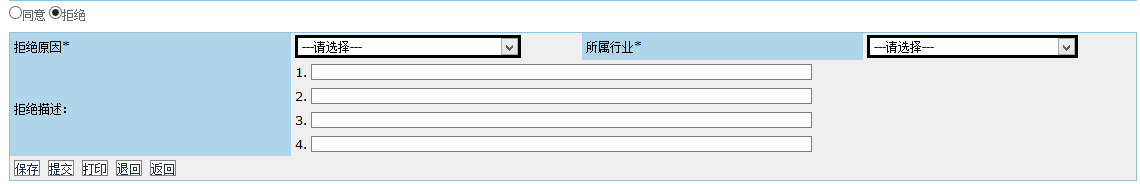 同意 拒绝
拒绝原因* ---请选择--- 所属行业* ---请选择---
拒绝描述:
1.
2.
3.
4.
保存 提交 打印 退回 返回